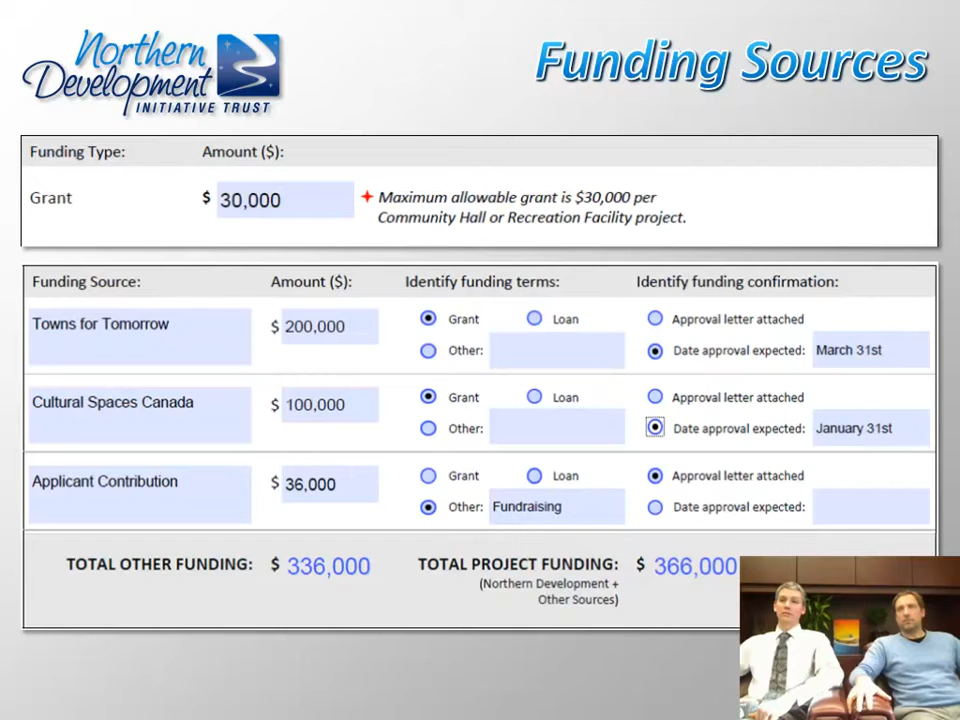 Northern
Development
INITIATIVE TRUST
Funding Sources
Funding Type: Amount ($):
Grant $ 30,000 Maximum allowable grant is $30,000 per
Community Hall or Recreation Facility project.
Funding Source: Amount ($): Identify funding terms: Identify funding confirmation:
Towns for Tomorrow $ 200,000 Grant Loan Approval letter attached
Other: Date approval expected: March 31st
Cultural Spaces Canada $ 100,000 Grant Loan Approval letter attached
Other: Date approval expected: January 31st
Applicant Contribution $ 36,000 Grant Loan Approval letter attached
Other: Fundraising Date approval expected:
TOTAL OTHER FUNDING: $ 336,000 TOTAL PROJECT FUNDING: $ 366,000
(Northern Development +
Other Sources)